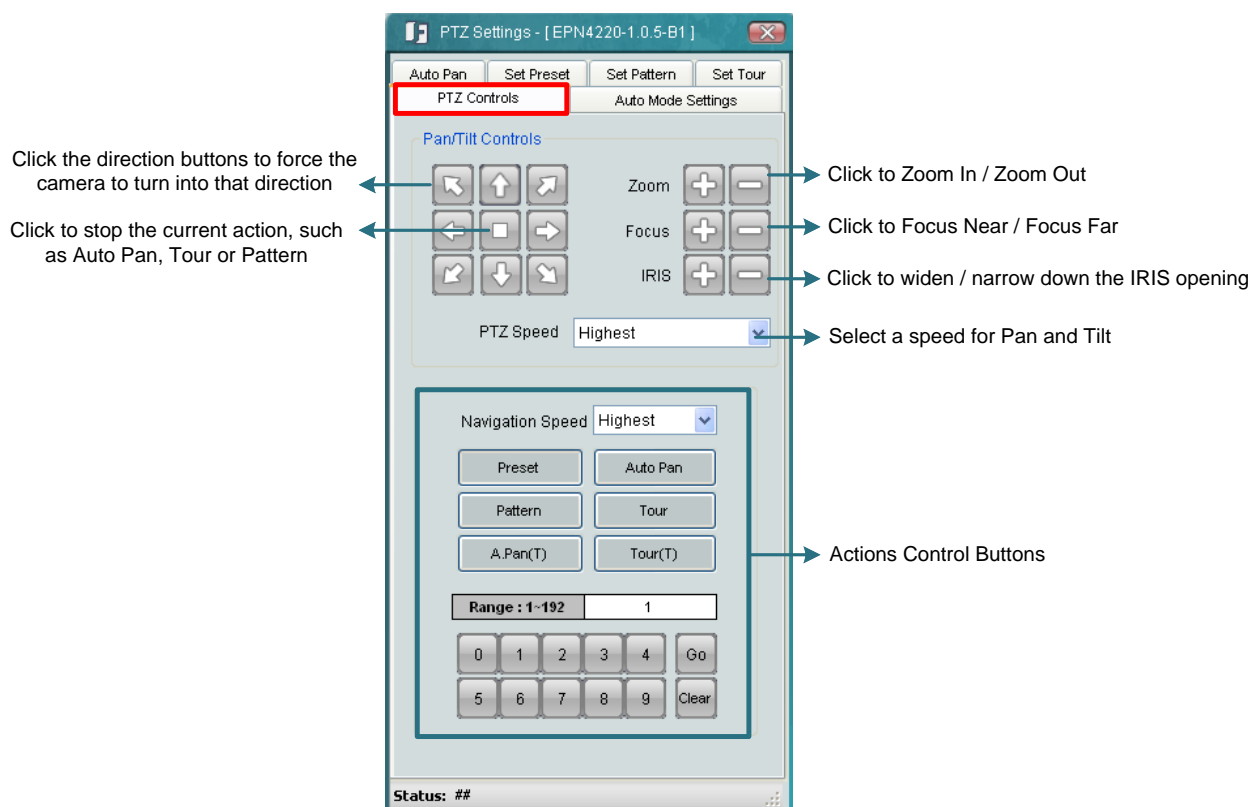 PTZ Settings - [ EPN4220-1.0.5-B1 ]
Auto Pan
Set Preset
Set Pattern
Set Tour
PTZ Controls
Auto Mode Settings
Pan/Tilt Controls
Click the direction buttons to force the
camera to turn into that direction
Click to stop the current action, such
as Auto Pan, Tour or Pattern
Zoom
Click to Zoom In / Zoom Out
Focus
Click to Focus Near / Focus Far
IRIS
Click to widen / narrow down the IRIS opening
PTZ Speed
Highest
Select a speed for Pan and Tilt
Navigation Speed
Highest
Preset
Auto Pan
Pattern
Tour
A.Pan(T)
Tour(T)
Actions Control Buttons
Range : 1~192
1
0 1 2 3 4 Go
5 6 7 8 9 Clear
Status: ##